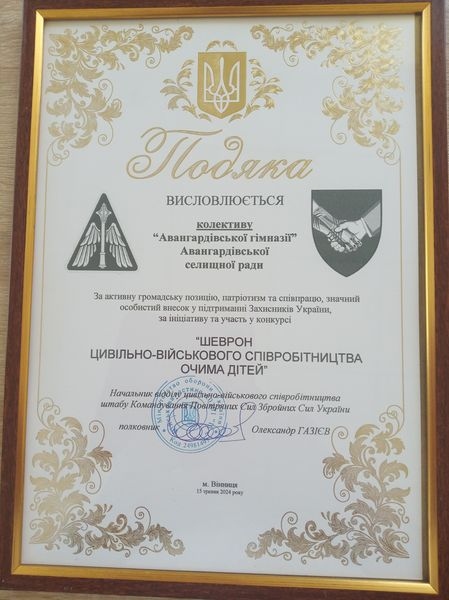 Подяка
ВИСЛОВЛЮЄТЬСЯ
колективу
“Авангардівської гімназії”
Авангардівської
селищної ради
За активну громадську позицію, патріотизм та співпрацю, значний
особистий внесок у підтриманні Захисників України,
за ініціативу та участь у конкурсі
"ШЕВРОН
ЦИВІЛЬНО-ВІЙСЬКОВОГО СПІВРОБІТНИЦТВА
ОЧИМА ДІТЕЙ"
Начальник відділу цивільно-військового співробітництва
штабу Командування Повітряних Сил Збройних Сил України
полковник
Олександр ГАЗІЄВ
м. Вінниця
15 травня 2024 року